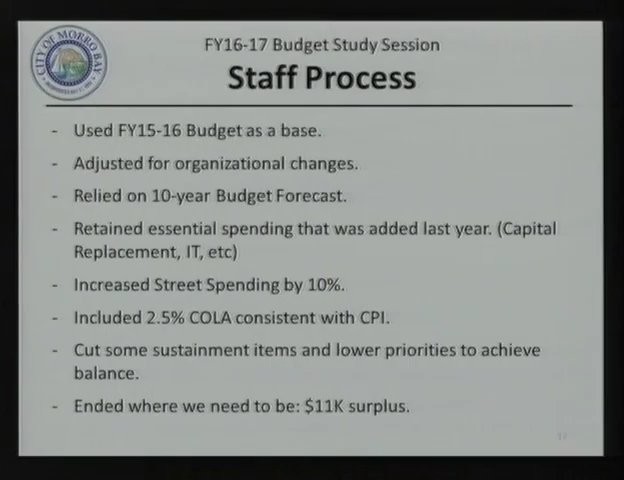 CITY OF MORRO BAY
FY16-17 Budget Study Session
Staff Process
- Used FY15-16 Budget as a base.
- Adjusted for organizational changes.
- Relied on 10-year Budget Forecast.
- Retained essential spending that was added last year. (Capital
Replacement, IT, etc)
- Increased Street Spending by 10%.
- Included 2.5% COLA consistent with CPI.
- Cut some sustainment items and lower priorities to achieve
balance.
- Ended where we need to be: $11K surplus.